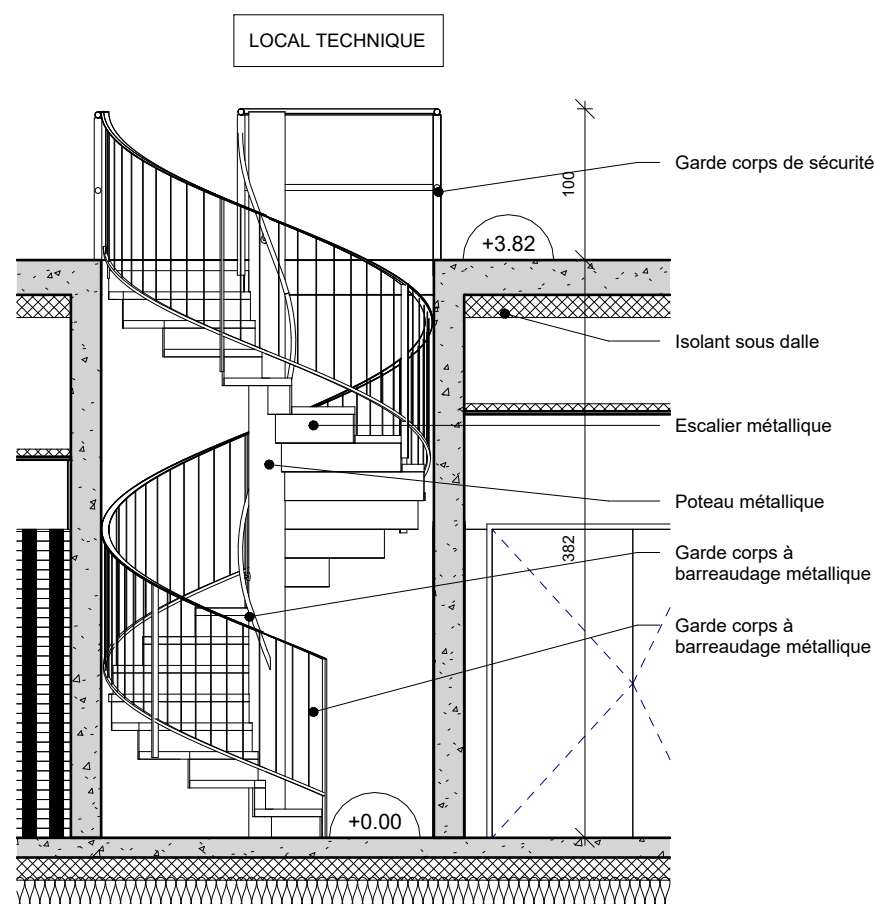 LOCAL TECHNIQUE
Garde corps de sécurité
100
+3.82
Isolant sous dalle
Escalier métallique
Poteau métallique
382
Garde corps à
barreaudage métallique
Garde corps à
barreaudage métallique
+0.00